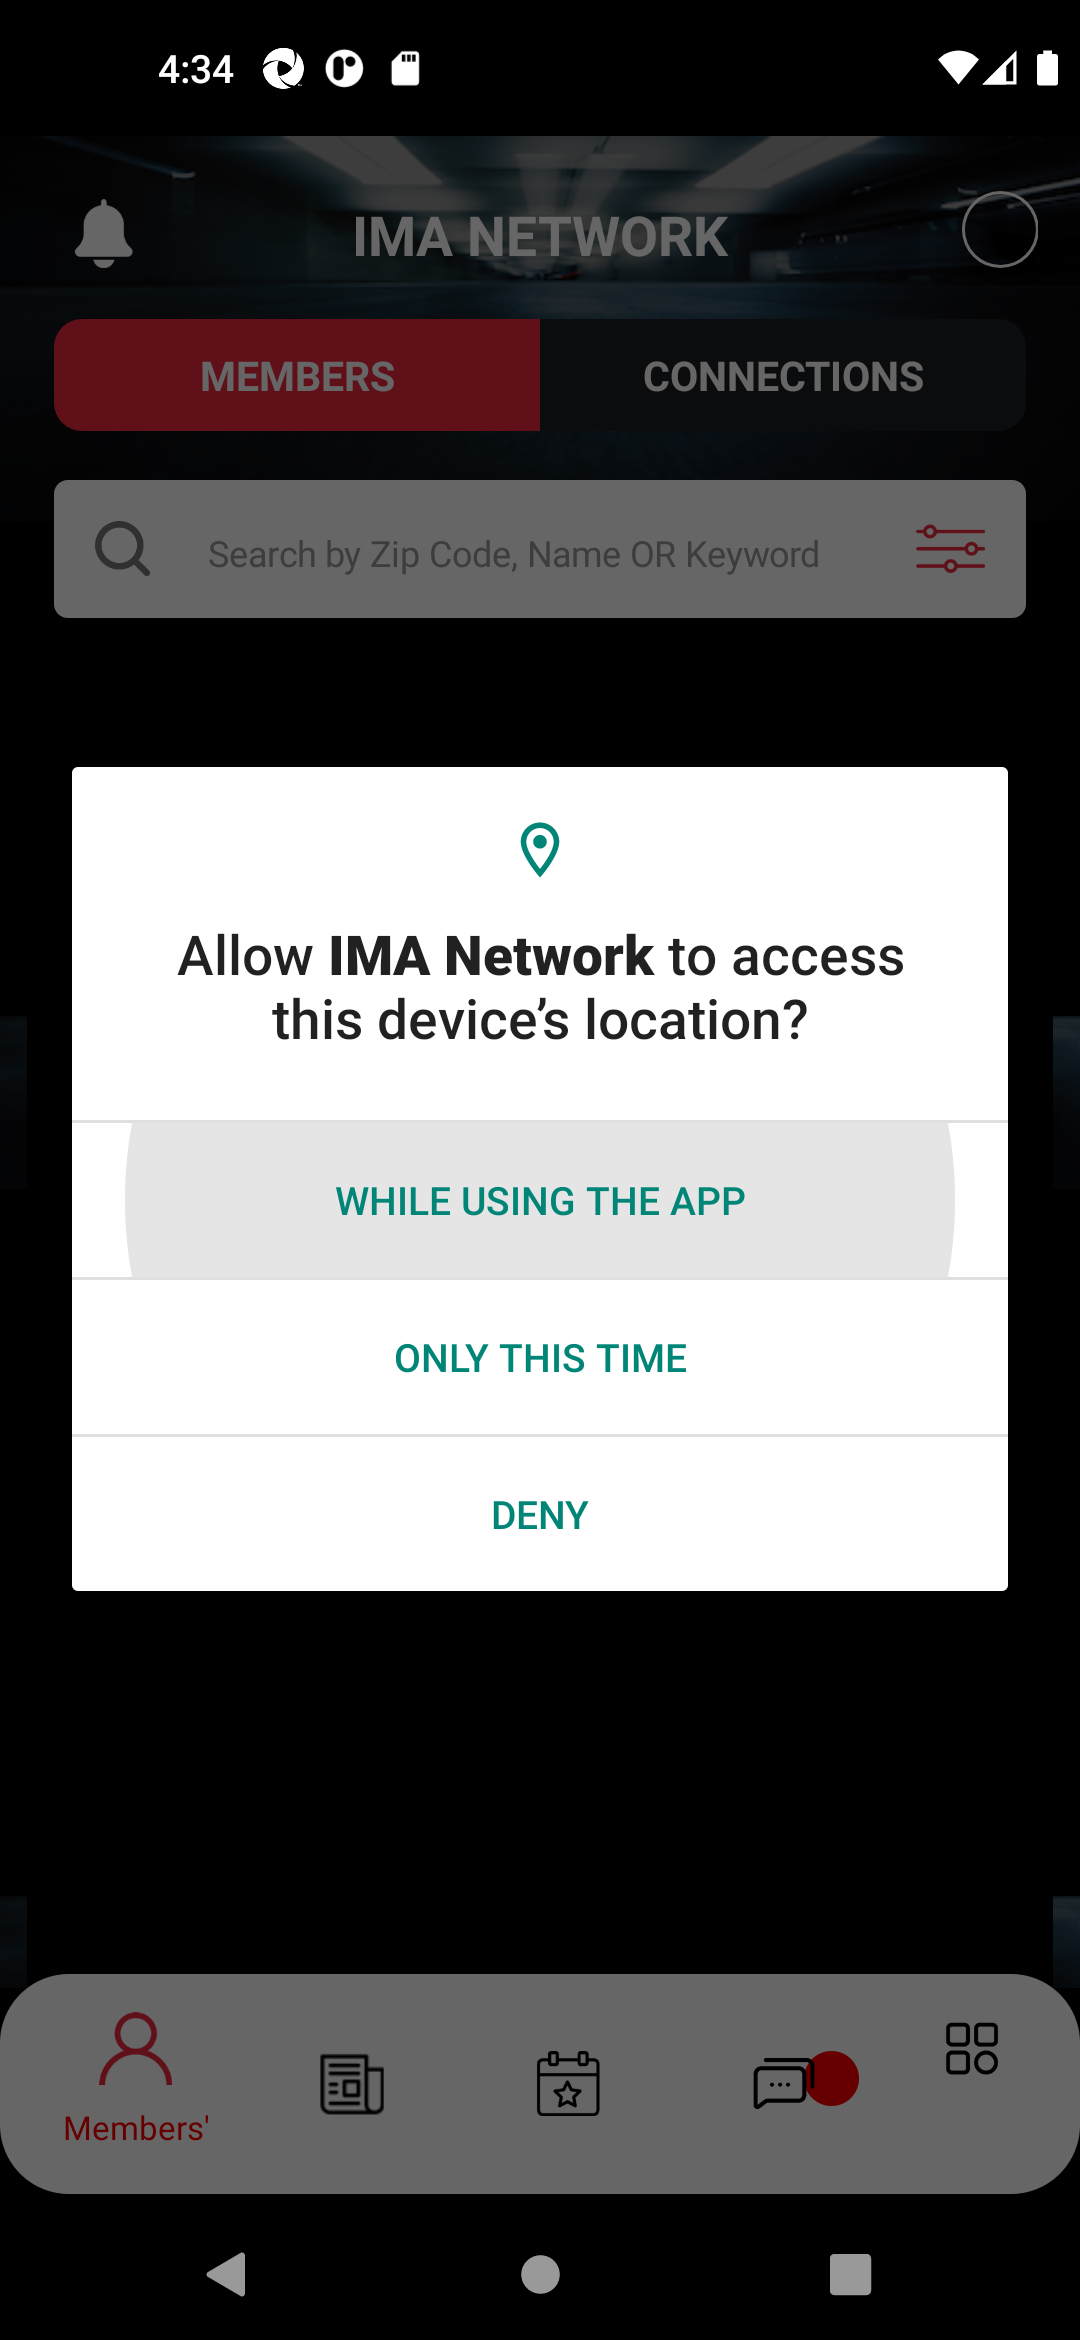 4:34
IMA NETWORK
MEMBERS
CONNECTIONS
Search by Zip Code, Name OR Keyword
Allow IMA Network to access
this device’s location?
WHILE USING THE APP
ONLY THIS TIME
DENY
Members'